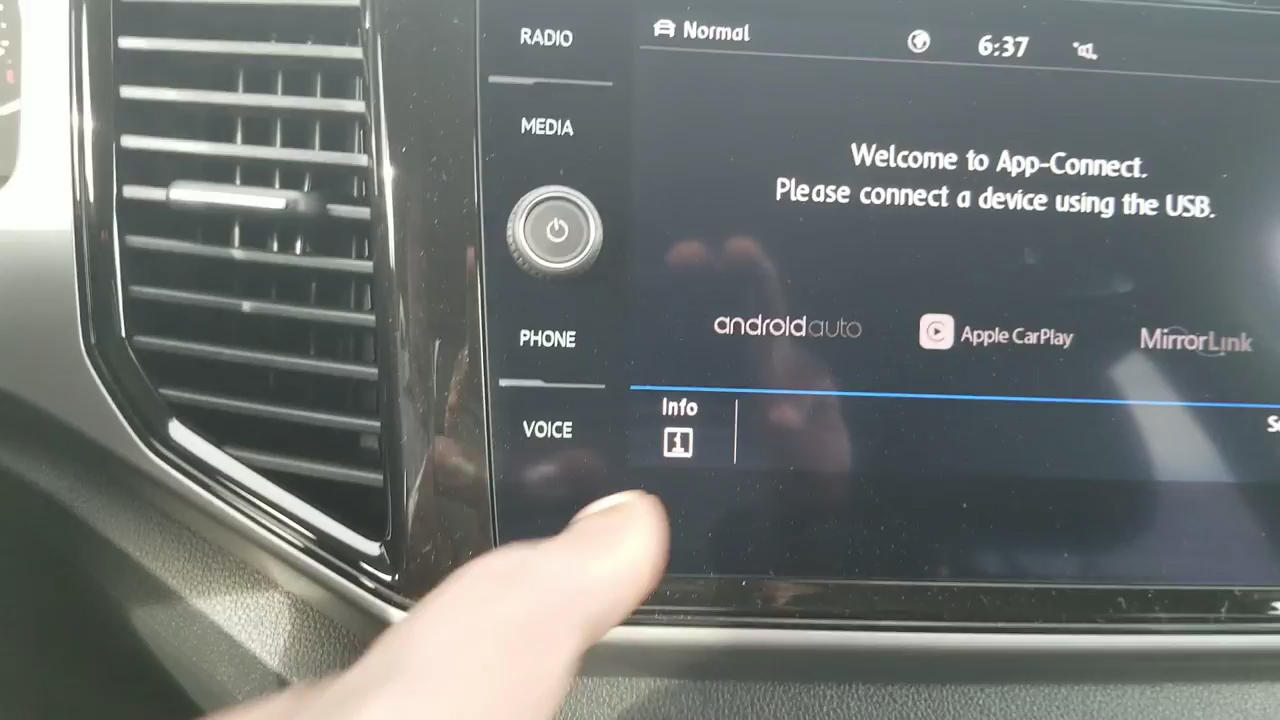 RADIO
Normal
6:37
MEDIA
Welcome to App-Connect.
Please connect a device using the USB.
androidauto
Apple CarPlay
MirrorLink
PHONE
Info
VOICE